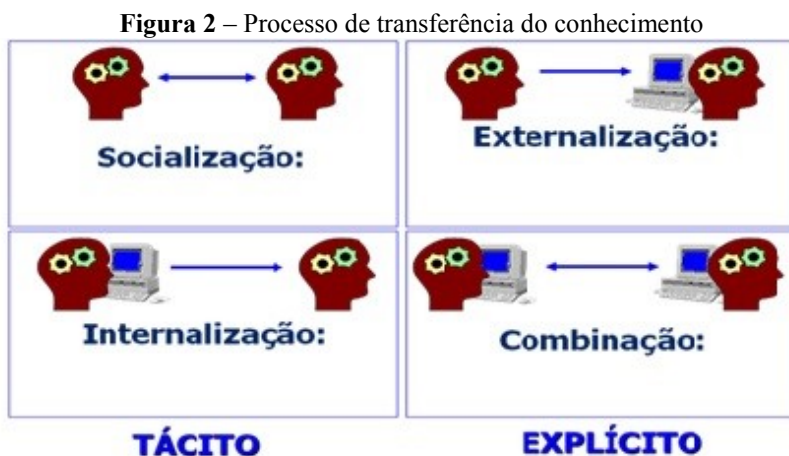 Figura 2 – Processo de transferência do conhecimento
Socialização:
Externalização:
Internalização:
Combinação:
TÁCITO
EXPLÍCITO